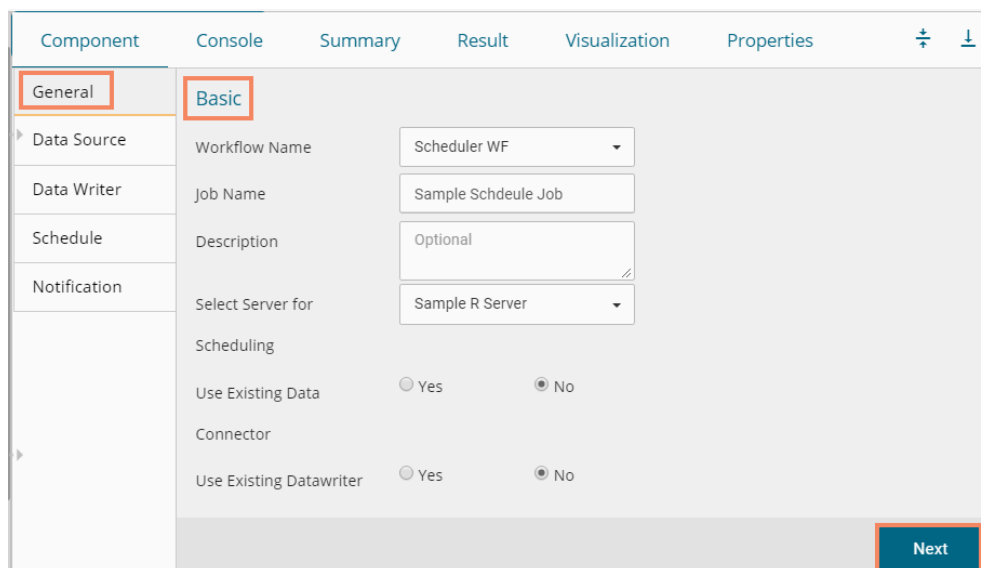 Component Console Summary Result Visualization Properties
General
Data Source
Data Writer
Schedule
Notification
Basic
Workflow Name Scheduler WF
Job Name Sample Schdeule Job
Description Optional
Select Server for Sample R Server
Scheduling
Use Existing Data Yes No
Connector
Use Existing Datawriter Yes No
Next